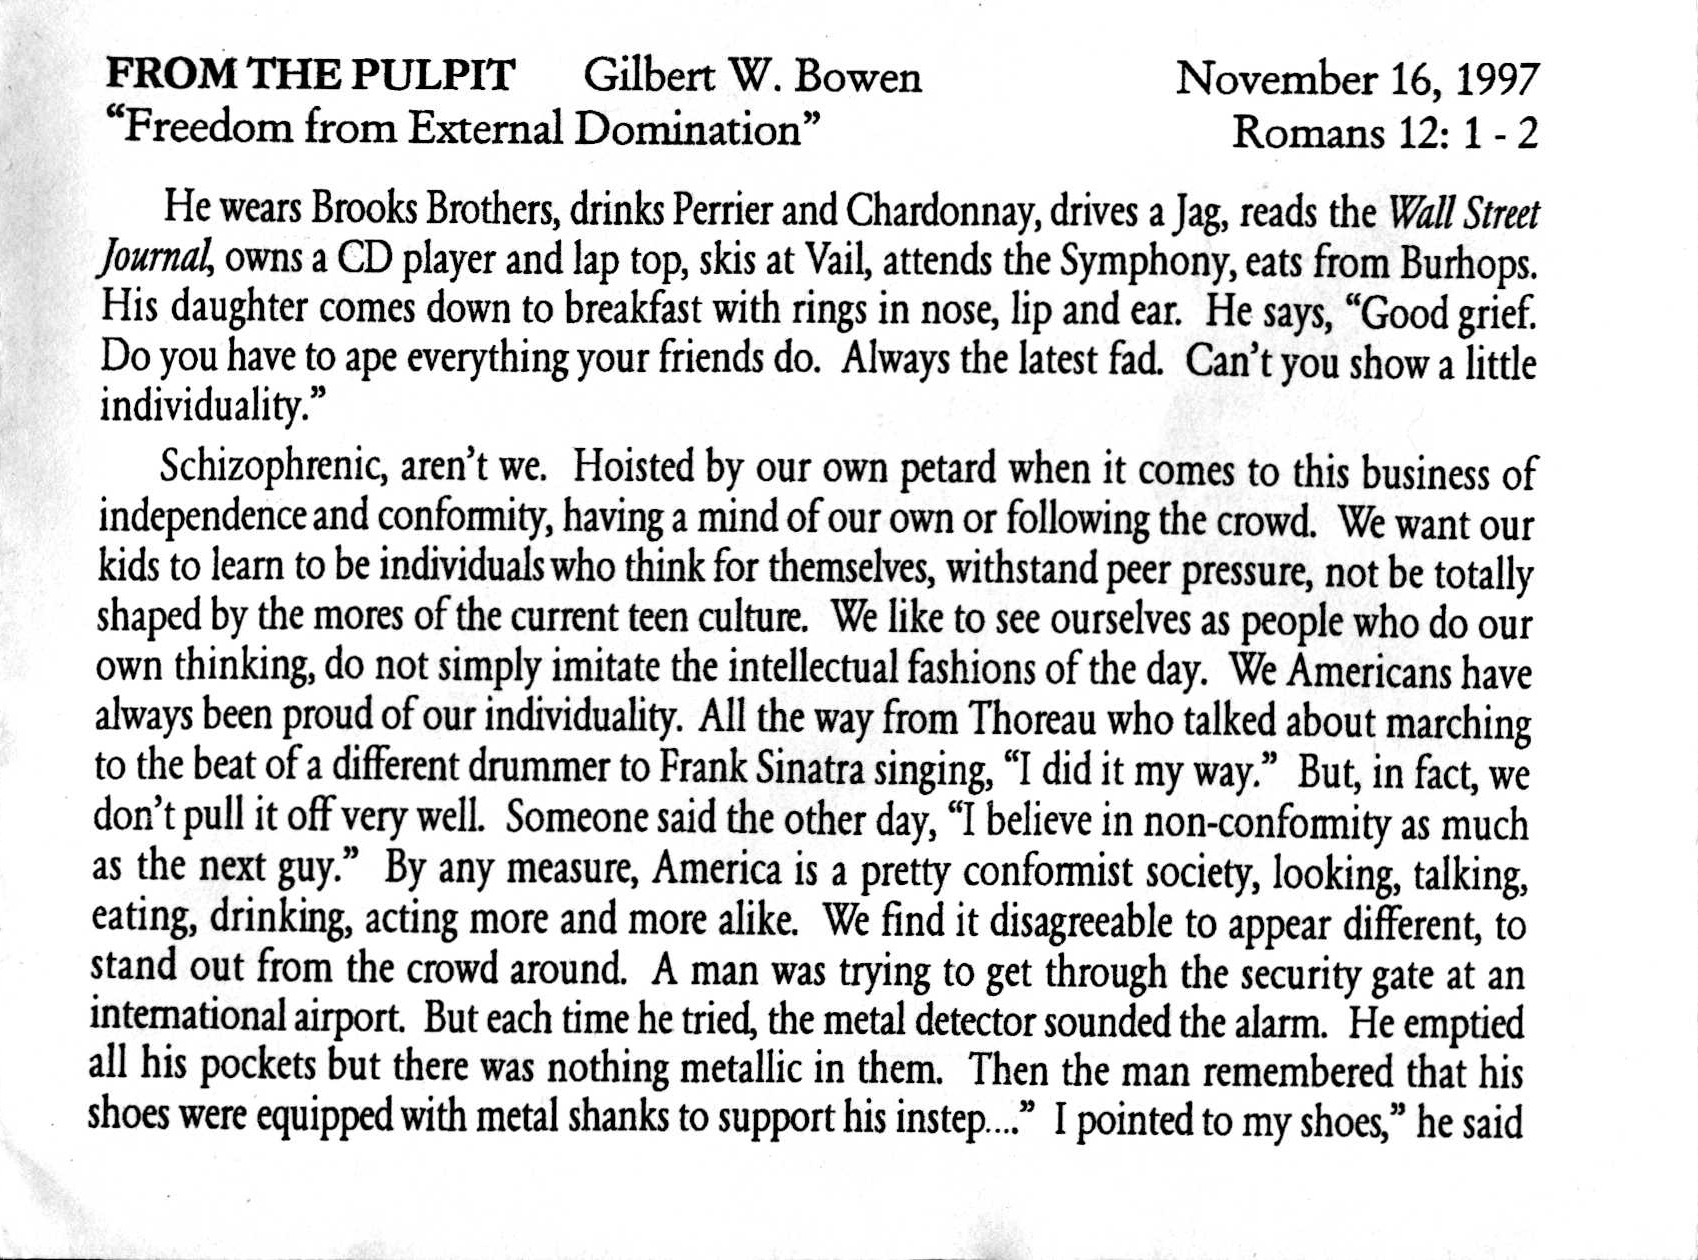 FROM THE PULPIT Gilbert W. Bowen November 16, 1997
“Freedom from External Domination” Romans 12: 1 - 2
He wears Brooks Brothers, drinks Perrier and Chardonnay, drives a Jag, reads the Wall Street
Journal, owns a CD player and lap top, skis at Vail, attends the Symphony, eats from Burhops.
His daughter comes down to breakfast with rings in nose, lip and ear. He says, “Good grief.
Do you have to ape everything your friends do. Always the latest fad. Can’t you show a little
individuality.”
Schizophrenic, aren’t we. Hoisted by our own petard when it comes to this business of
independence and conformity, having a mind of our own or following the crowd. We want our
kids to learn to be individuals who think for themselves, withstand peer pressure, not be totally
shaped by the mores of the current teen culture. We like to see ourselves as people who do our
own thinking, do not simply imitate the intellectual fashions of the day. We Americans have
always been proud of our individuality. All the way from Thoreau who talked about marching
to the beat of a different drummer to Frank Sinatra singing, “I did it my way.” But, in fact, we
don’t pull it off very well. Someone said the other day, “I believe in non-conformity as much
as the next guy.” By any measure, America is a pretty conformist society, looking, talking,
eating, drinking, acting more and more alike. We find it disagreeable to appear different, to
stand out from the crowd around. A man was trying to get through the security gate at an
international airport. But each time he tried, the metal detector sounded the alarm. He emptied
all his pockets but there was nothing metallic in them. Then the man remembered that his
shoes were equipped with metal shanks to support his instep....” I pointed to my shoes,” he said